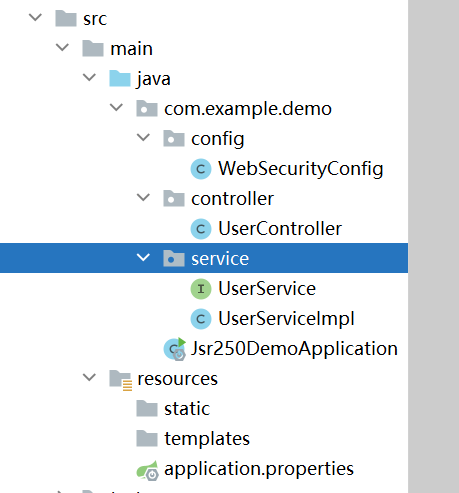 src
main
java
com.example.demo
config
C WebSecurityConfig
controller
C UserController
service
I UserService
C UserServiceImpl
Jsr250DemoApplication
resources
static
templates
application.properties